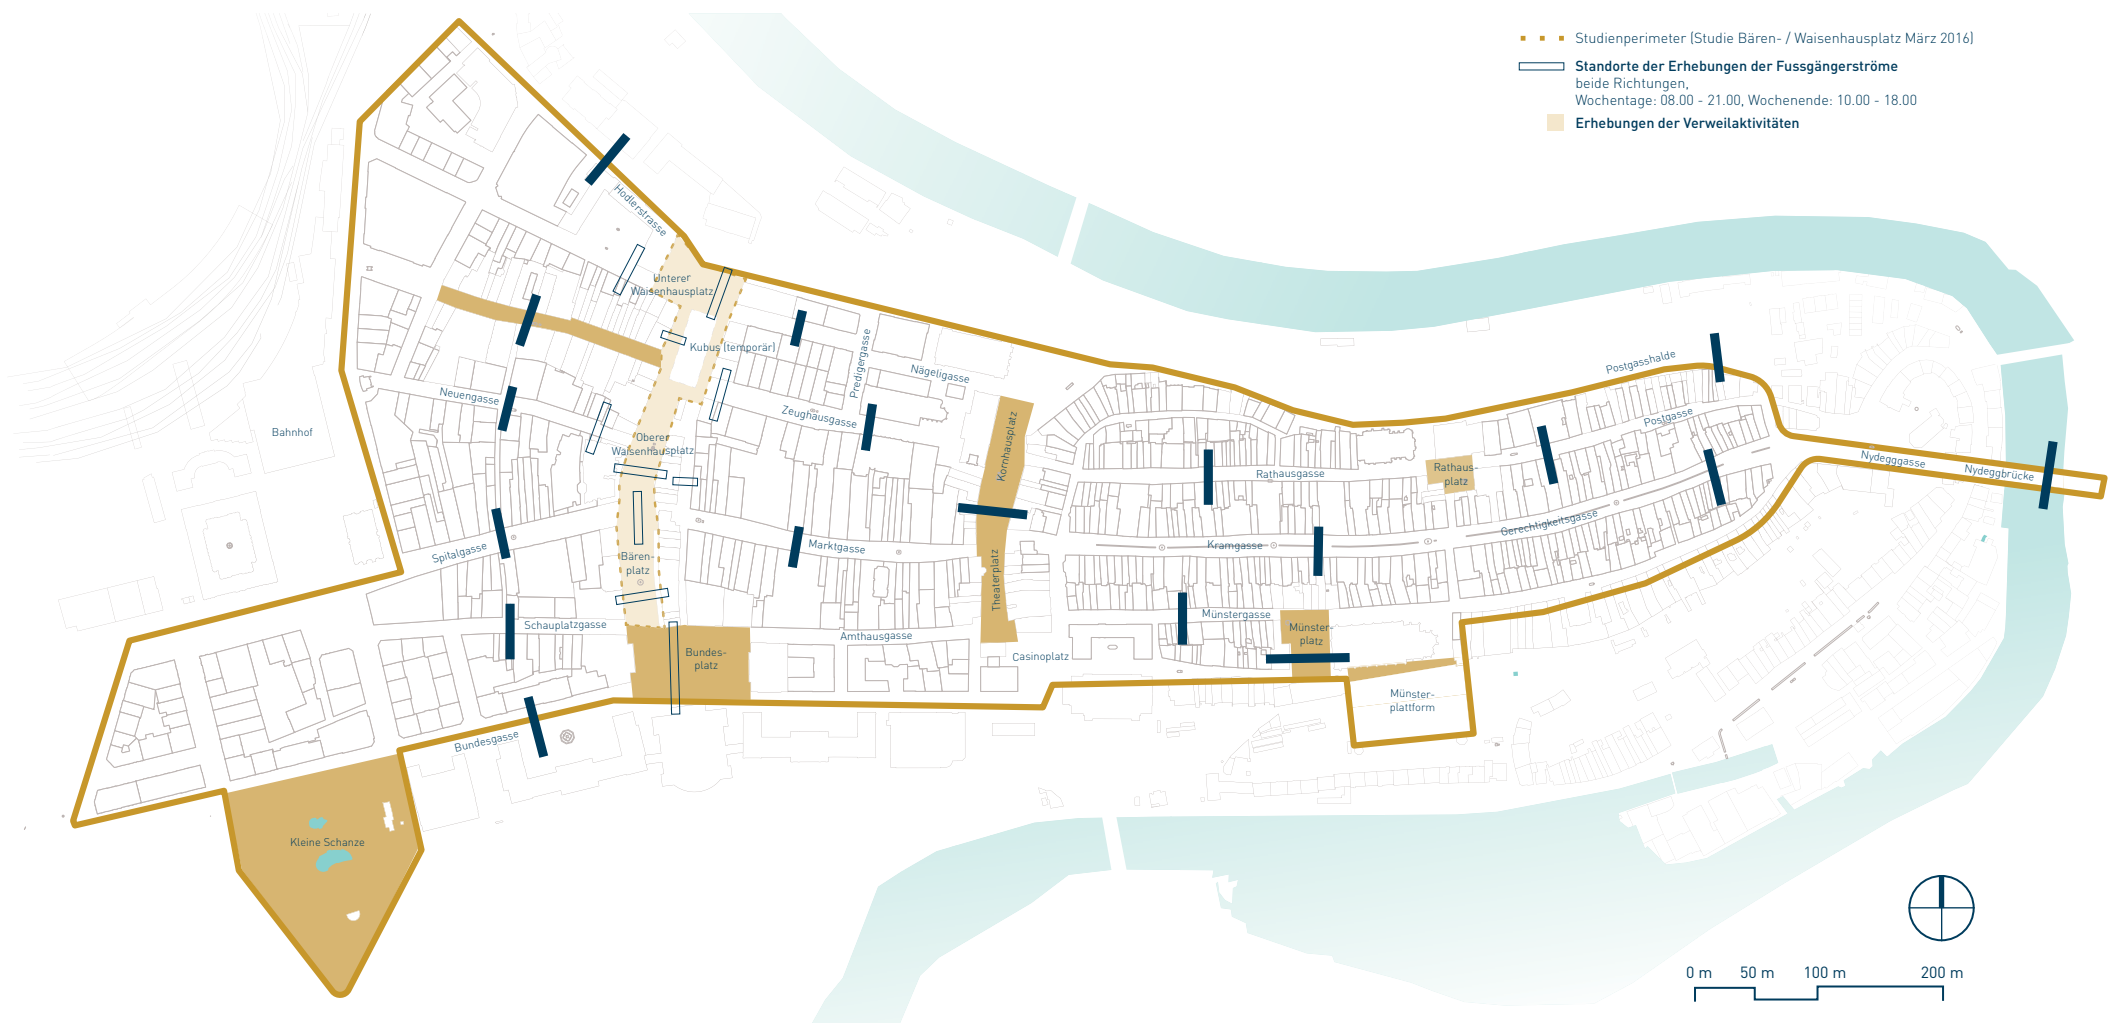 Studienperimeter (Studie Bären- / Waisenhausplatz März 2016)
Standorte der Erhebungen der Fussgängerströme
beide Richtungen,
Wochentage: 08.00 - 21.00, Wochenende: 10.00 - 18.00
Erhebungen der Verweilaktivitäten
Hodlerstrasse
Unterer
Waisenhausplatz
Kubus (temporär)
Predigergasse
Nägeligasse
Postgasshalde
Neuengasse
Zeughausgasse
Kornhausplatz
Postgasse
Bahnhof
Oberer
Waisenhausplatz
Rathausgasse
Rathaus-
platz
Nydegggasse
Nydeggbrücke
Gerechtigkeitsgasse
Spitalgasse
Bären-
platz
Marktgasse
Kramgasse
Theaterplatz
Schauplatzgasse
Amthausgasse
Münstergasse
Münster-
platz
Bundes-
platz
Casinoplatz
Münster-
plattform
Bundesgasse
Kleine Schanze
0 m
50 m
100 m
200 m